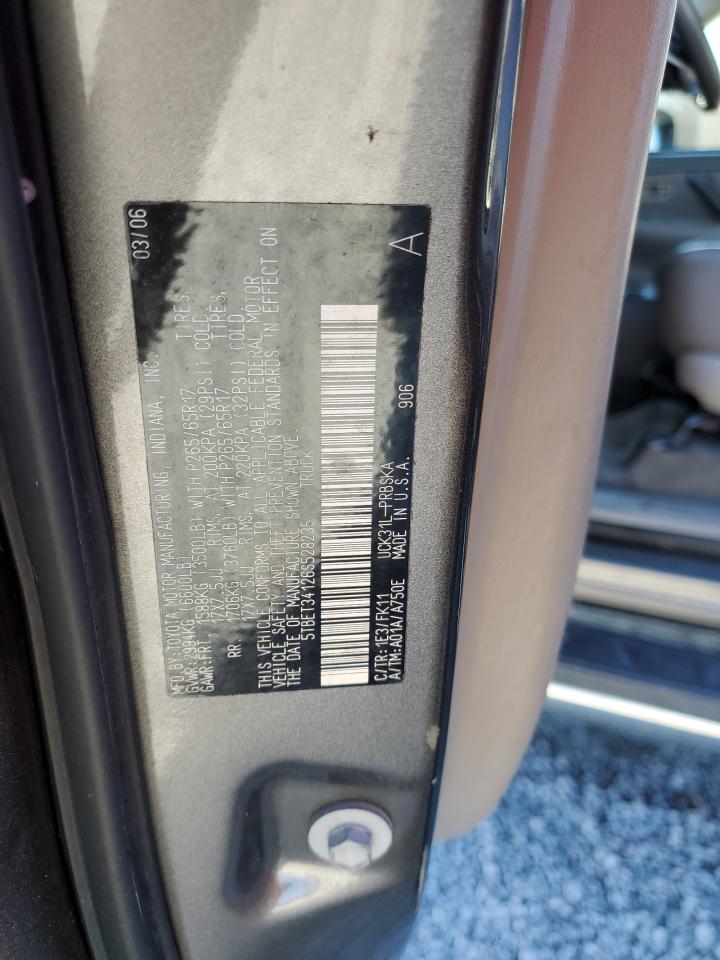 MFD.BY:TOYOTA MOTOR MANUFACTURING, INDIANA, INC. 03/06
GVWR:2994KG(6600LB)
GAWR:FRT 1588KG(3500LB) WITH P265/65R17 TIRES.
17X7.5JJ RIMS, AT 200KPA (29PSI) COLD.
RR 1706KG(3760LB) WITH P265/65R17 TIRES.
17X7.5JJ RIMS, AT 220KPA (32PSI) COLD.
THIS VEHICLE CONFORMS TO ALL APPLICABLE FEDERAL MOTOR
VEHICLE SAFETY AND THEFT PREVENTION STANDARDS IN EFFECT ON
THE DATE OF MANUFACTURE SHOWN ABOVE.
5TBET34126S528235 TRUCK
C/TR:1E3/FK11 UCK31L-PRBSKA 906 A
A/TM:A01A/A750E MADE IN U.S.A.